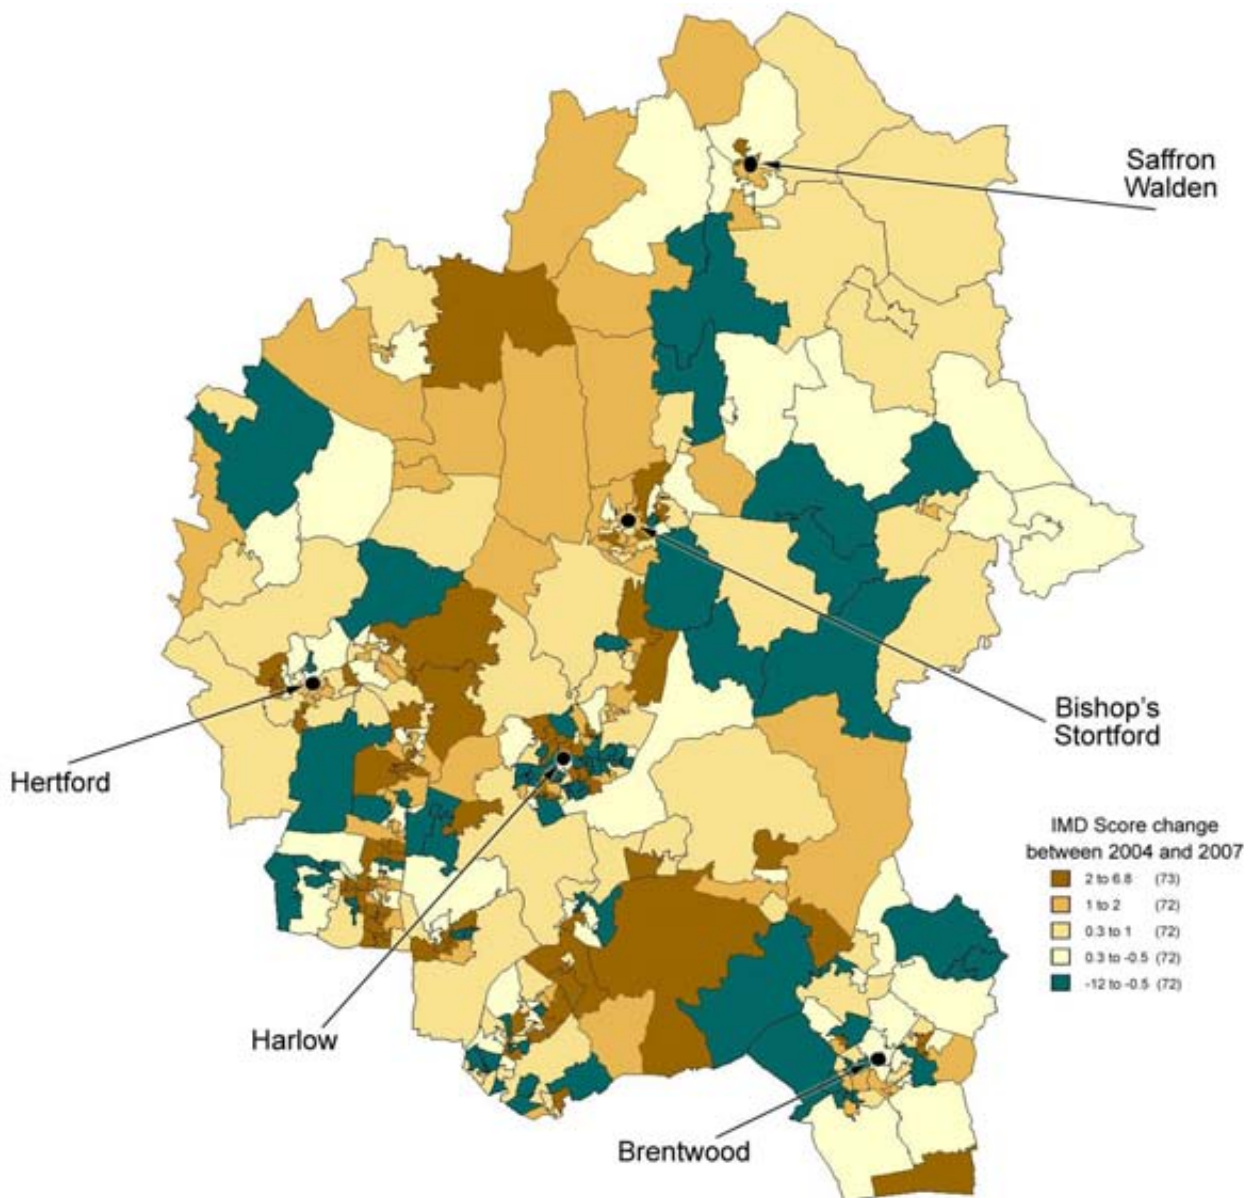 Saffron
Walden
Bishop's
Stortford
Hertford
IMD Score change
between 2004 and 2007
2 to 6.8 (73)
1 to 2 (72)
0.3 to 1 (72)
0.3 to -0.5 (72)
-12 to -0.5 (72)
Harlow
Brentwood